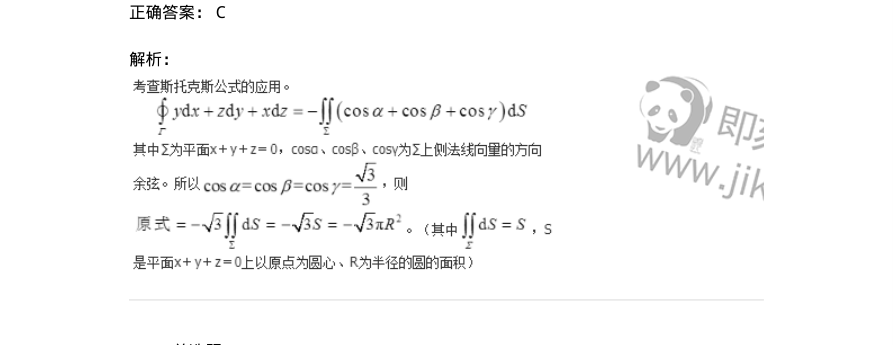 正确答案： C
解析：
考查斯托克斯公式的应用。
∮_Γ ydx + zdy + xdz = −∬_Σ (cos α + cos β + cos γ)dS
其中Σ为平面x+y+z=0，cosα、cosβ、cosγ为Σ上侧法线向量的方向
余弦。所以 cos α=cos β=cos γ=√3/3，则
原式 = −√3∬_Σ dS = −√3S = −√3πR²。（其中∬_Σ dS = S，S
是平面x+y+z=0上以原点为圆心、R为半径的圆的面积）
www.jik